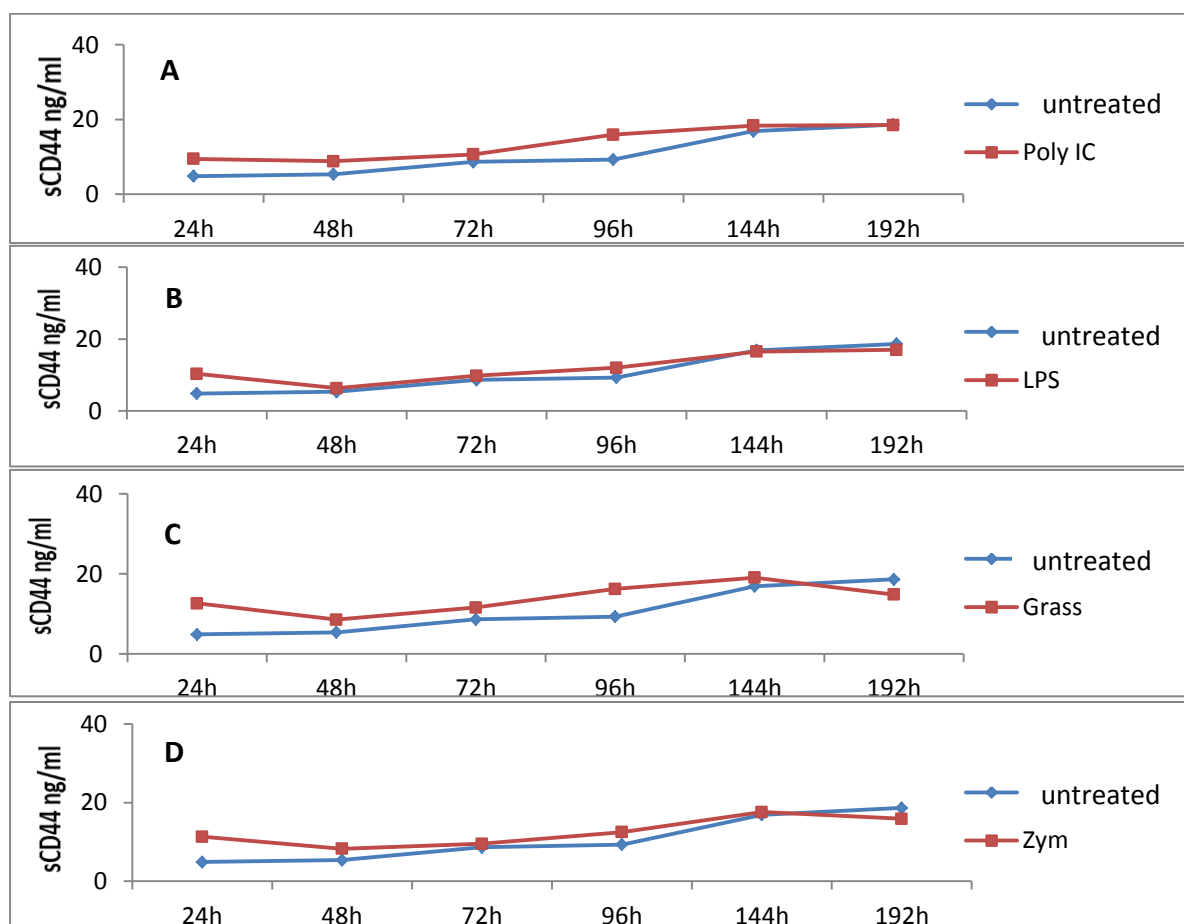 sCD44 ng/ml
40
20
0
A
24h 48h 72h 96h 144h 192h
untreated
Poly IC
sCD44 ng/ml
40
20
0
B
24h 48h 72h 96h 144h 192h
untreated
LPS
sCD44 ng/ml
40
20
0
C
24h 48h 72h 96h 144h 192h
untreated
Grass
sCD44 ng/ml
40
20
0
D
24h 48h 72h 96h 144h 192h
untreated
Zym